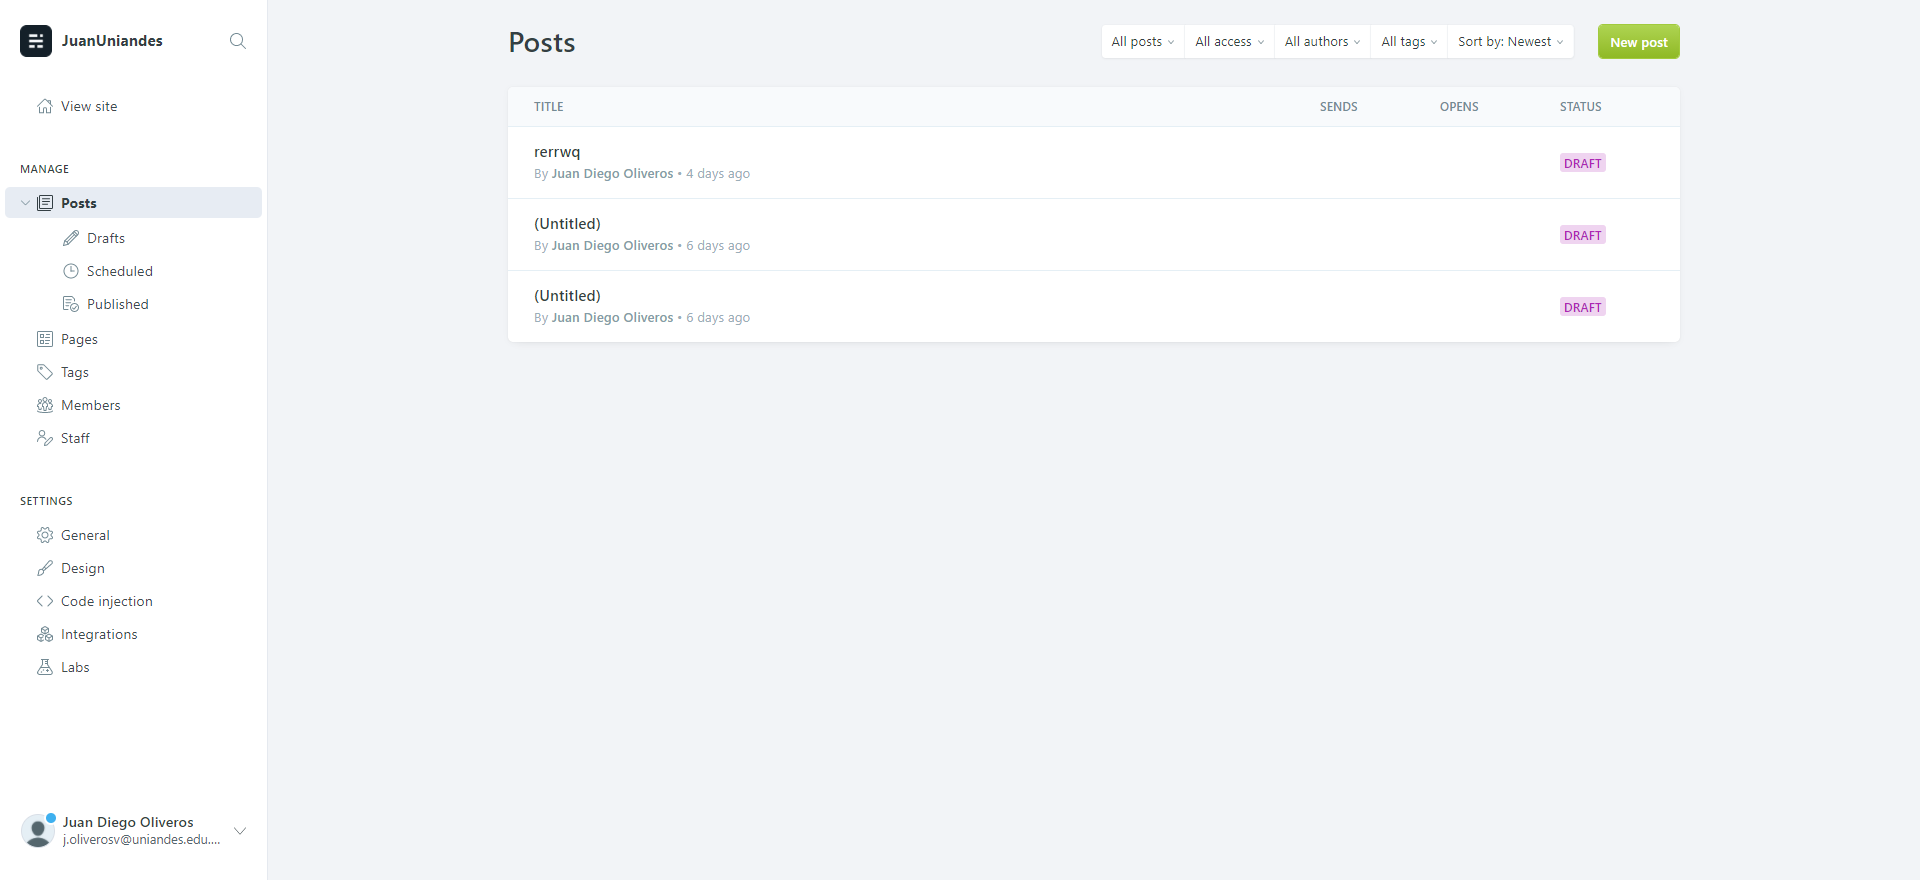 JuanUniandes
View site
MANAGE
Posts
Drafts
Scheduled
Published
Pages
Tags
Members
Staff
SETTINGS
General
Design
Code injection
Integrations
Labs
Juan Diego Oliveros
j.oliverosv@uniandes.edu....
Posts
All posts All access All authors All tags Sort by: Newest New post
TITLE SENDS OPENS STATUS
rerrwq
By Juan Diego Oliveros • 4 days ago
DRAFT
(Untitled)
By Juan Diego Oliveros • 6 days ago
DRAFT
(Untitled)
By Juan Diego Oliveros • 6 days ago
DRAFT